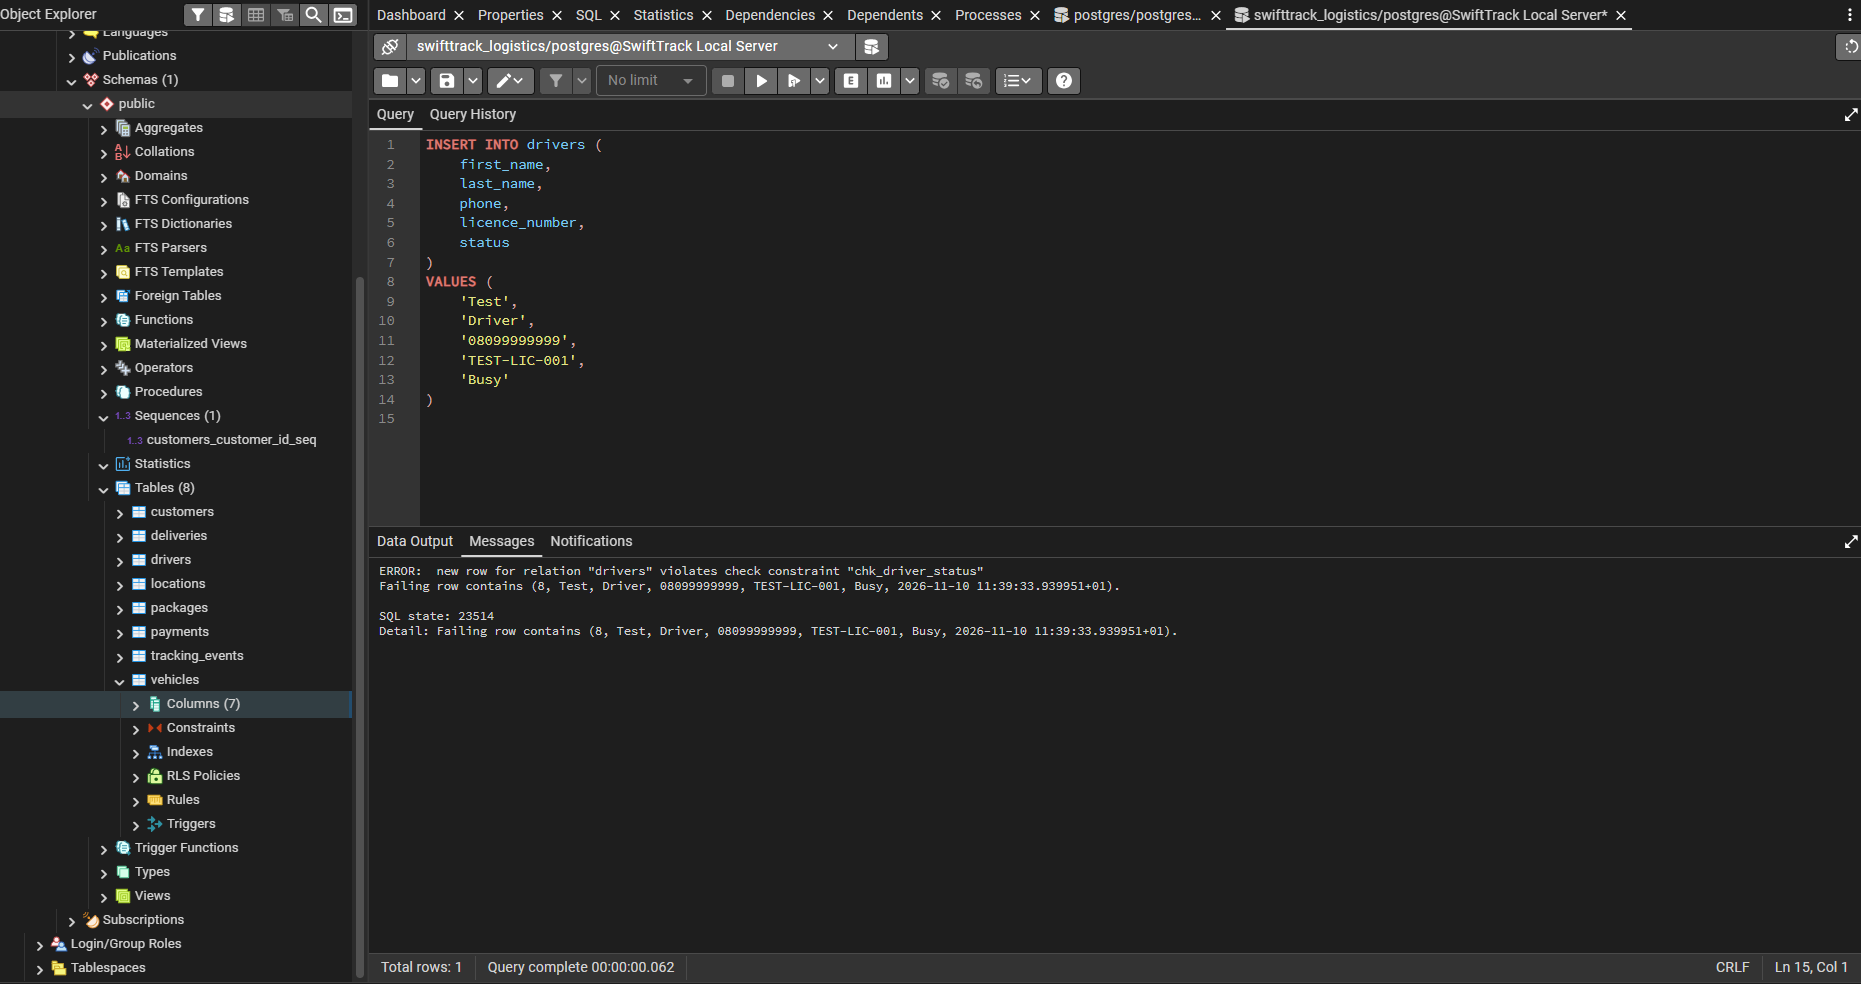 Object Explorer
Languages
Publications
Schemas (1)
public
Aggregates
Collations
Domains
FTS Configurations
FTS Dictionaries
Aa FTS Parsers
FTS Templates
Foreign Tables
Functions
Materialized Views
Operators
Procedures
1..3 Sequences (1)
1..3 customers_customer_id_seq
Statistics
Tables (8)
customers
deliveries
drivers
locations
packages
payments
tracking_events
vehicles
Columns (7)
Constraints
Indexes
RLS Policies
Rules
Triggers
Trigger Functions
Types
Views
Subscriptions
Login/Group Roles
Tablespaces
Dashboard Properties SQL Statistics Dependencies Dependents Processes postgres/postgres... swifttrack_logistics/postgres@SwiftTrack Local Server*
swifttrack_logistics/postgres@SwiftTrack Local Server
No limit E
Query Query History
1 INSERT INTO drivers (
2 first_name,
3 last_name,
4 phone,
5 licence_number,
6 status
7 )
8 VALUES (
9 'Test',
10 'Driver',
11 '08099999999',
12 'TEST-LIC-001',
13 'Busy'
14 )
15
Data Output Messages Notifications
ERROR: new row for relation "drivers" violates check constraint "chk_driver_status"
Failing row contains (8, Test, Driver, 08099999999, TEST-LIC-001, Busy, 2026-11-10 11:39:33.939951+01).
SQL state: 23514
Detail: Failing row contains (8, Test, Driver, 08099999999, TEST-LIC-001, Busy, 2026-11-10 11:39:33.939951+01).
Total rows: 1 Query complete 00:00:00.062 CRLF Ln 15, Col 1